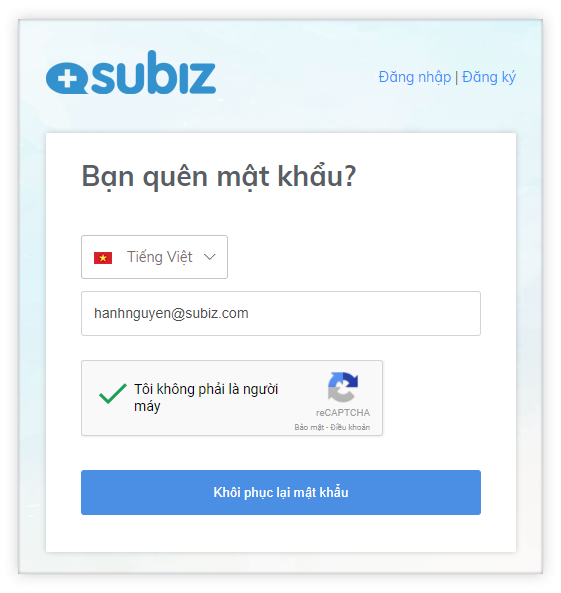 subiz
Đăng nhập | Đăng ký
Bạn quên mật khẩu?
Tiếng Việt
hanhnguyen@subiz.com
Tôi không phải là người
máy
reCAPTCHA
Bảo mật - Điều khoản
Khôi phục lại mật khẩu